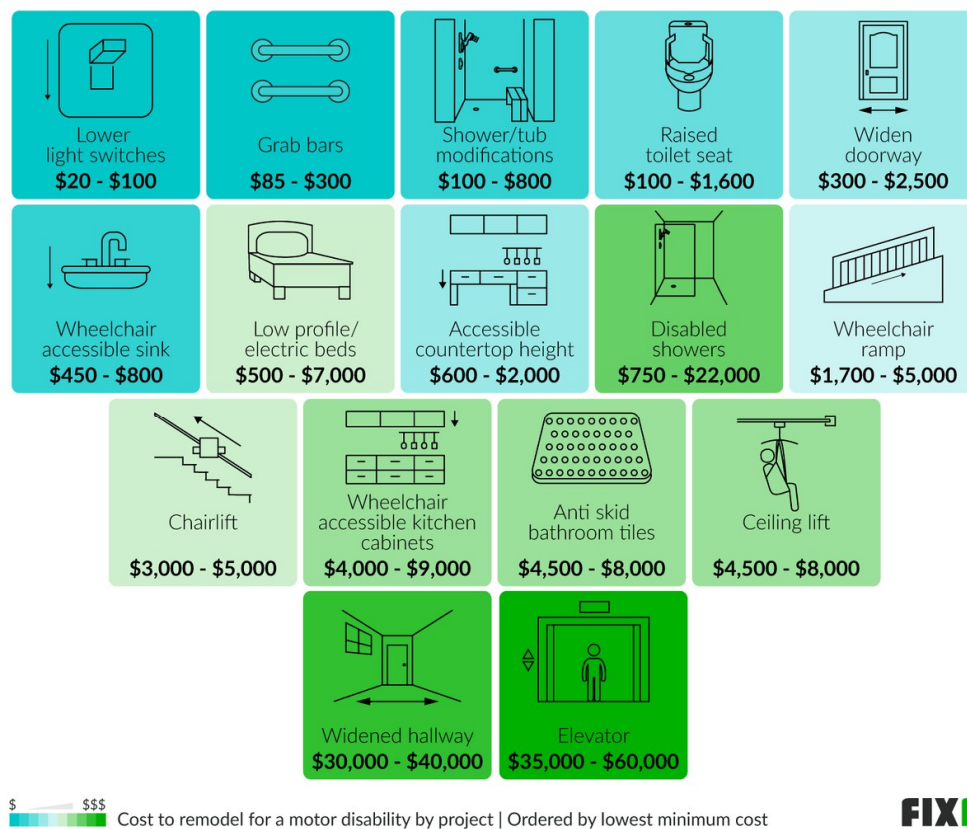 Lower
light switches
$20 - $100
Grab bars
$85 - $300
Shower/tub
modifications
$100 - $800
Raised
toilet seat
$100 - $1,600
Widen
doorway
$300 - $2,500
Wheelchair
accessible sink
$450 - $800
Low profile/
electric beds
$500 - $7,000
Accessible
countertop height
$600 - $2,000
Disabled
showers
$750 - $22,000
Wheelchair
ramp
$1,700 - $5,000
Chairlift
$3,000 - $5,000
Wheelchair
accessible kitchen
cabinets
$4,000 - $9,000
Anti skid
bathroom tiles
$4,500 - $8,000
Ceiling lift
$4,500 - $8,000
Widened hallway
$30,000 - $40,000
Elevator
$35,000 - $60,000
$ $$$
Cost to remodel for a motor disability by project | Ordered by lowest minimum cost
FIX